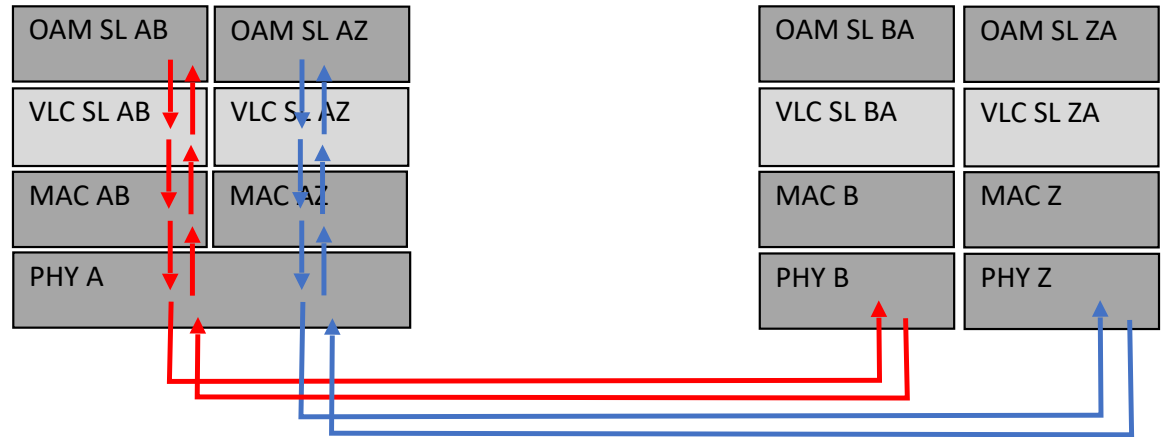 OAM SL AB
OAM SL AZ
OAM SL BA
OAM SL ZA
VLC SL AB
VLC SL AZ
VLC SL BA
VLC SL ZA
MAC AB
MAC AZ
MAC B
MAC Z
PHY A
PHY B
PHY Z